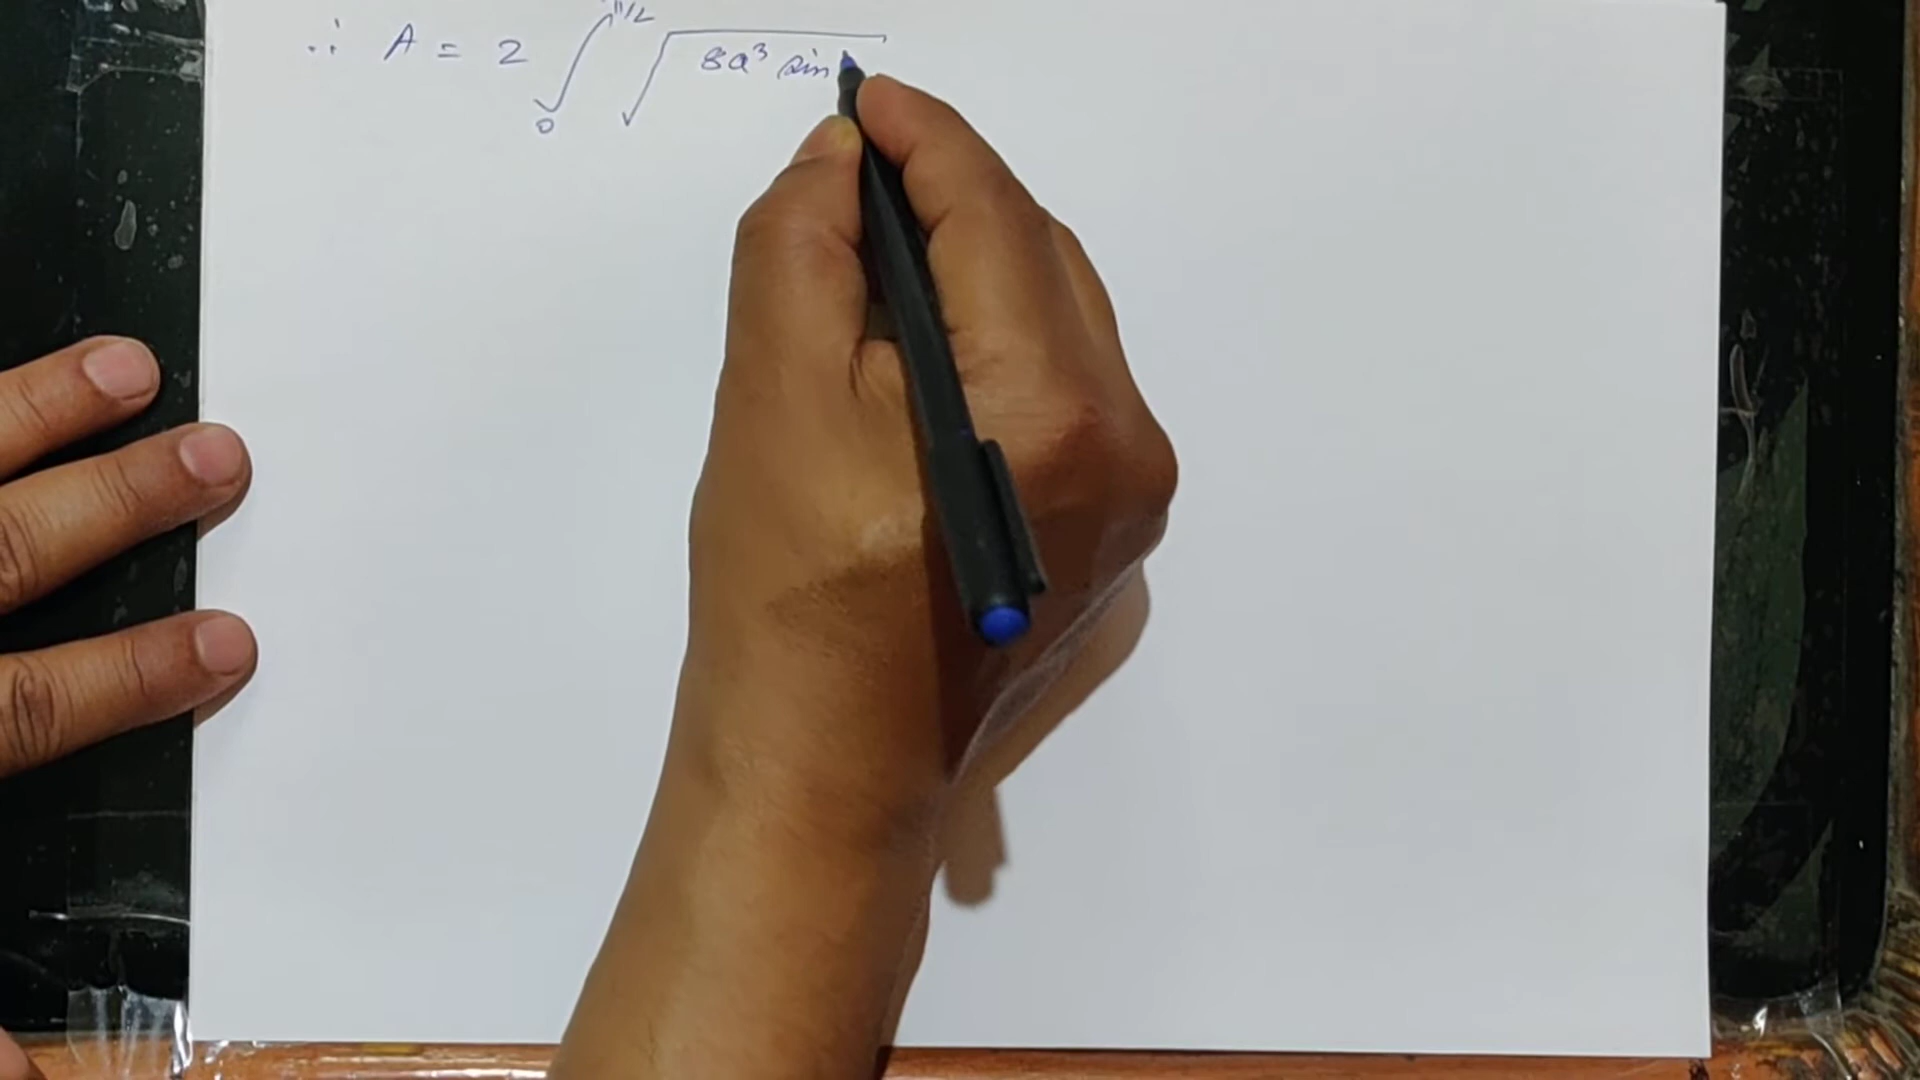 ∴ A = 2 ∫₀^{π/2} √(8a³ sin